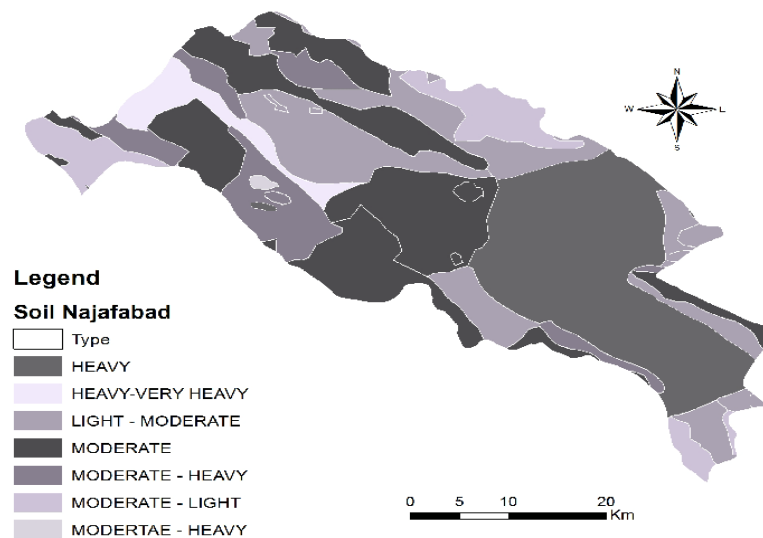 N
W L
S
Legend
Soil Najafabad
Type
HEAVY
HEAVY-VERY HEAVY
LIGHT - MODERATE
MODERATE
MODERATE - HEAVY
MODERATE - LIGHT
MODERTAE - HEAVY
0 5 10 20
Km